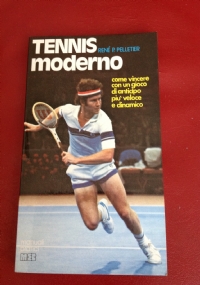 TENNIS
RENÉ P. PELLETIER
moderno
come vincere
con un gioco
di anticipo
più veloce
e dinamico